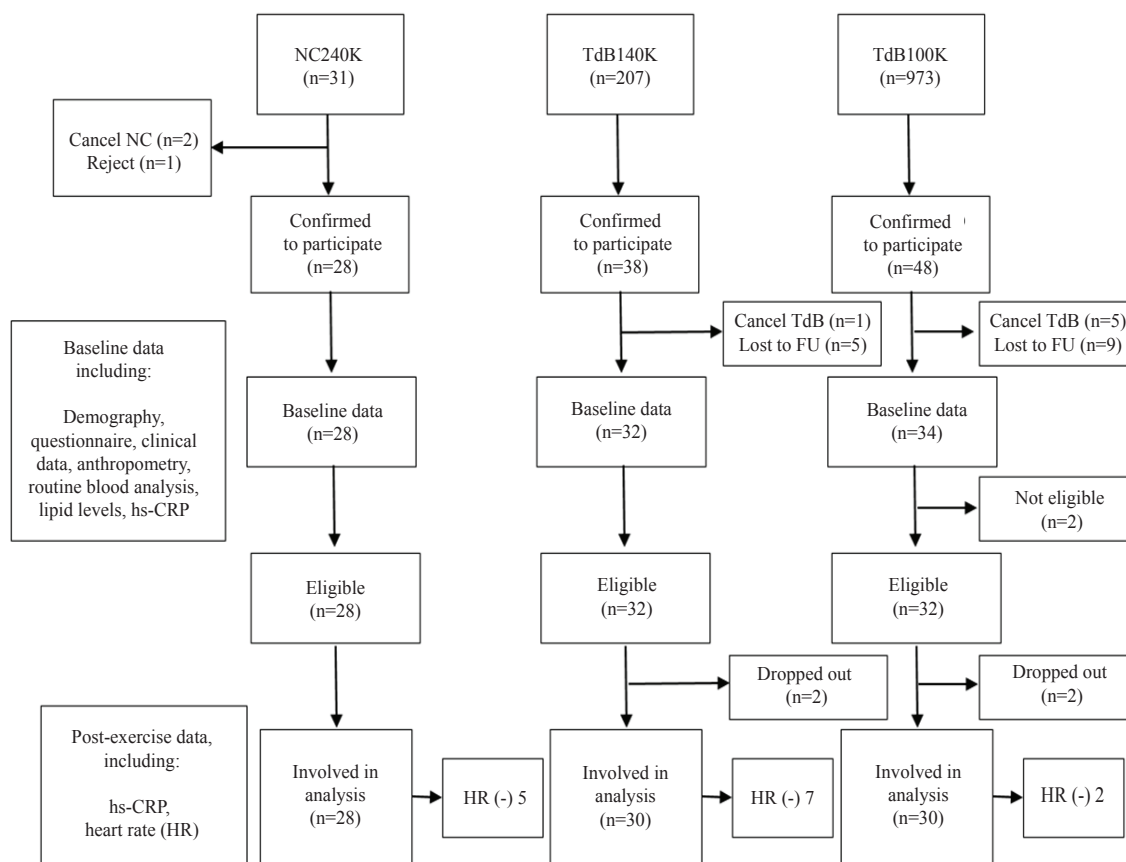 NC240K
(n=31)
TdB140K
(n=207)
TdB100K
(n=973)
Cancel NC (n=2)
Reject (n=1)
Confirmed
to participate
(n=28)
Confirmed
to participate
(n=38)
Confirmed
to participate
(n=48)
Cancel TdB (n=1)
Lost to FU (n=5)
Cancel TdB (n=5)
Lost to FU (n=9)
Baseline data
including:
Demography,
questionnaire, clinical
data, anthropometry,
routine blood analysis,
lipid levels, hs-CRP
Baseline data
(n=28)
Baseline data
(n=32)
Baseline data
(n=34)
Not eligible
(n=2)
Eligible
(n=28)
Eligible
(n=32)
Eligible
(n=32)
Dropped out
(n=2)
Dropped out
(n=2)
Post-exercise data,
including:
hs-CRP,
heart rate (HR)
Involved in
analysis
(n=28)
HR (-) 5
Involved in
analysis
(n=30)
HR (-) 7
Involved in
analysis
(n=30)
HR (-) 2